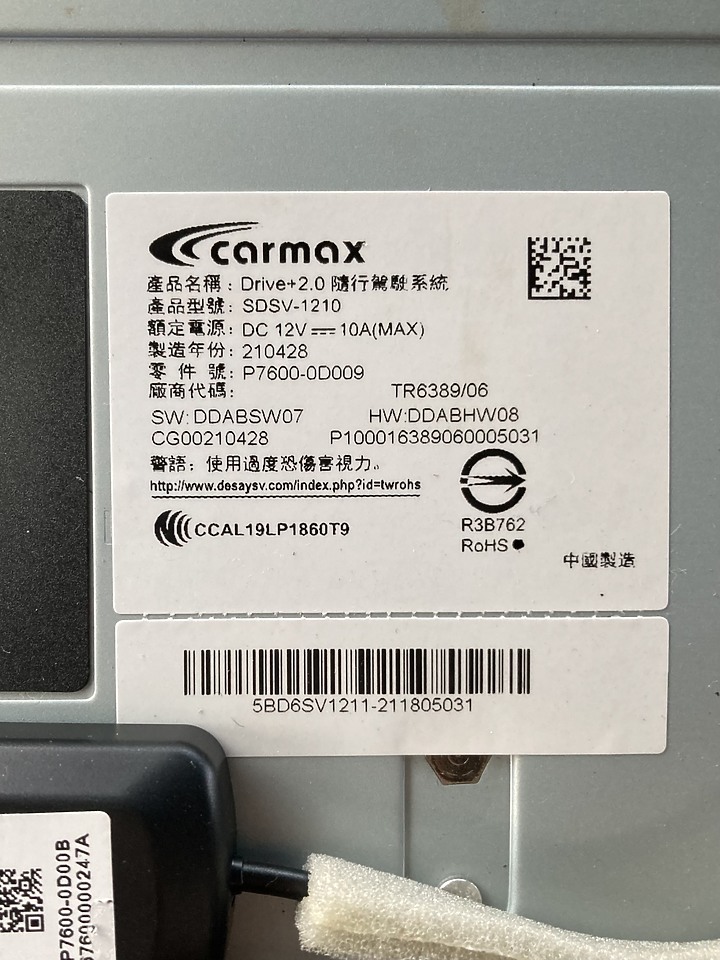 carmax
產品名稱：Drive+2.0 隨行駕駛系統
產品型號：SDSV-1210
額定電源：DC 12V⎓10A(MAX)
製造年份：210428
零 件 號：P7600-0D009
廠商代碼： TR6389/06
SW:DDABSW07 HW:DDABHW08
CG00210428 P100016389060005031
警語：使用過度恐傷害視力。
http://www.desaysv.com/index.php?id=twrohs
CCAL19LP1860T9
R3B762
RoHS●
中國製造
5BD6SV1211-211805031
P7600-0D00B